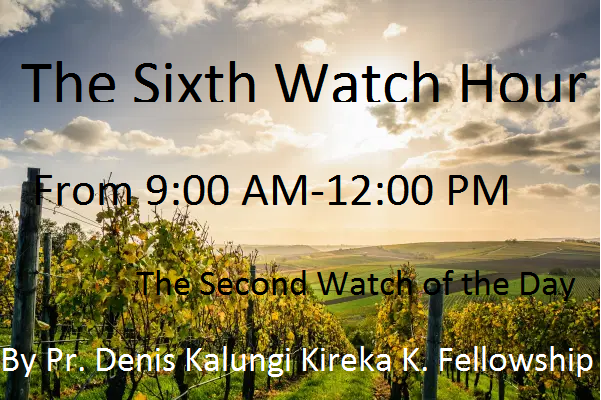 The Sixth Watch Hour
From 9:00 AM-12:00 PM
The Second Watch of the Day
By Pr. Denis Kalungi Kireka K. Fellowship